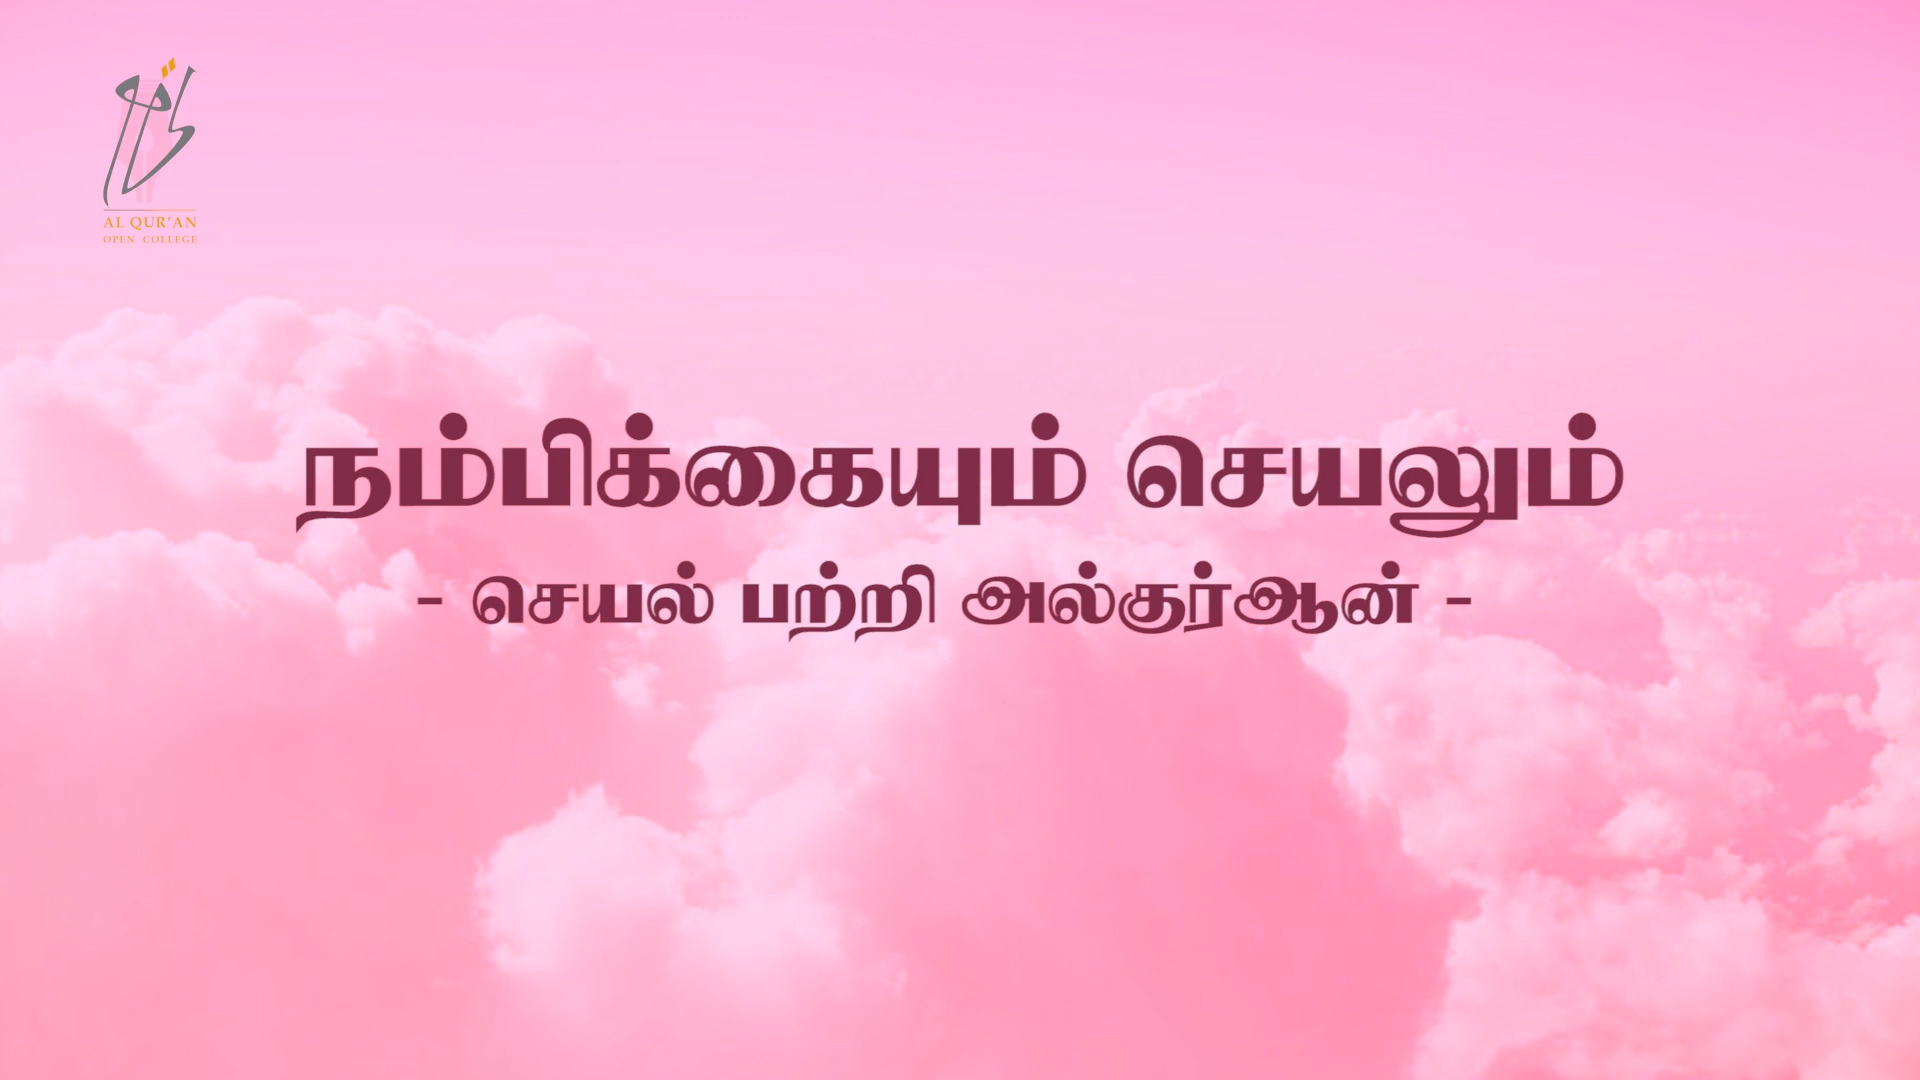 AL QUR'AN
OPEN COLLEGE
நம்பிக்கையும் செயலும்
- செயல் பற்றி அல்குர்ஆன் -